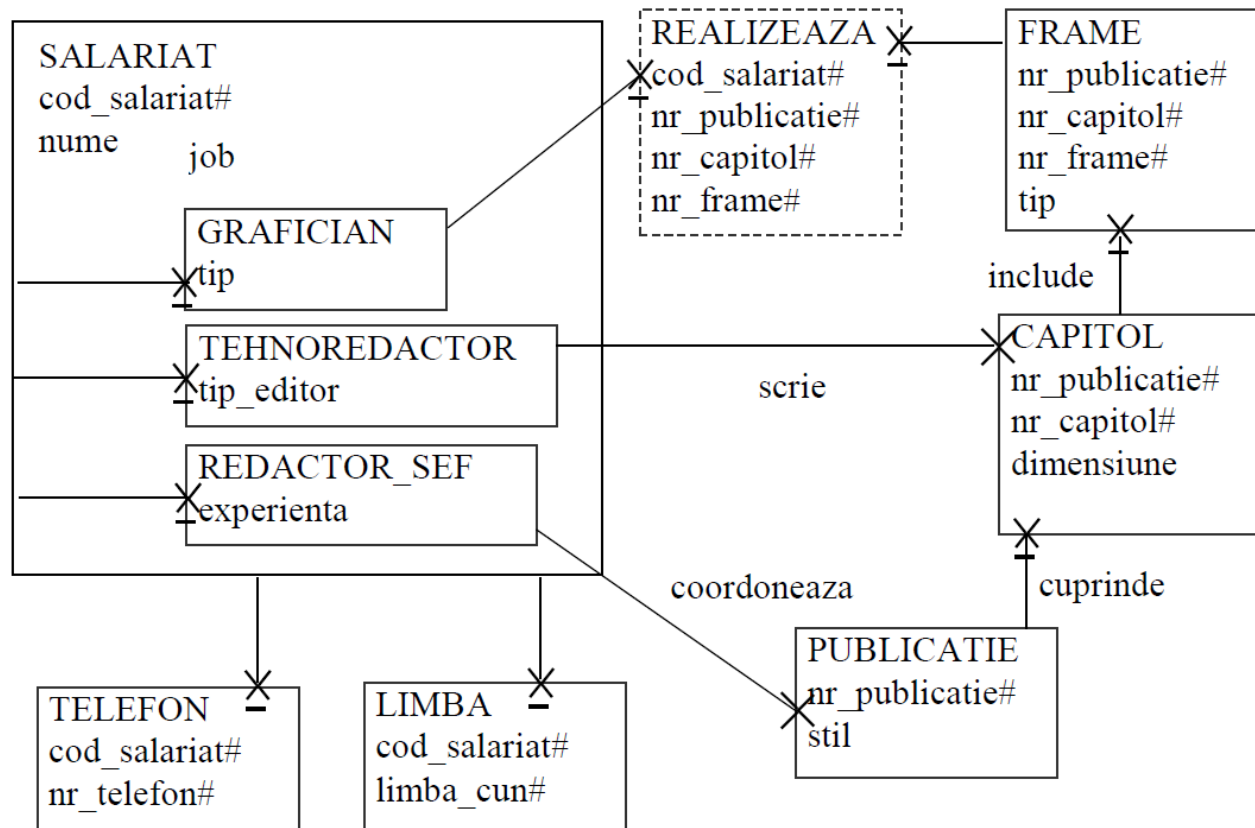 SALARIAT
cod_salariat#
nume
job
GRAFICIAN
tip
TEHNOREDACTOR
tip_editor
REDACTOR_SEF
experienta
REALIZEAZA
cod_salariat#
nr_publicatie#
nr_capitol#
nr_frame#
FRAME
nr_publicatie#
nr_capitol#
nr_frame#
tip
include
CAPITOL
nr_publicatie#
nr_capitol#
dimensiune
scrie
coordoneaza
cuprinde
PUBLICATIE
nr_publicatie#
stil
TELEFON
cod_salariat#
nr_telefon#
LIMBA
cod_salariat#
limba_cun#